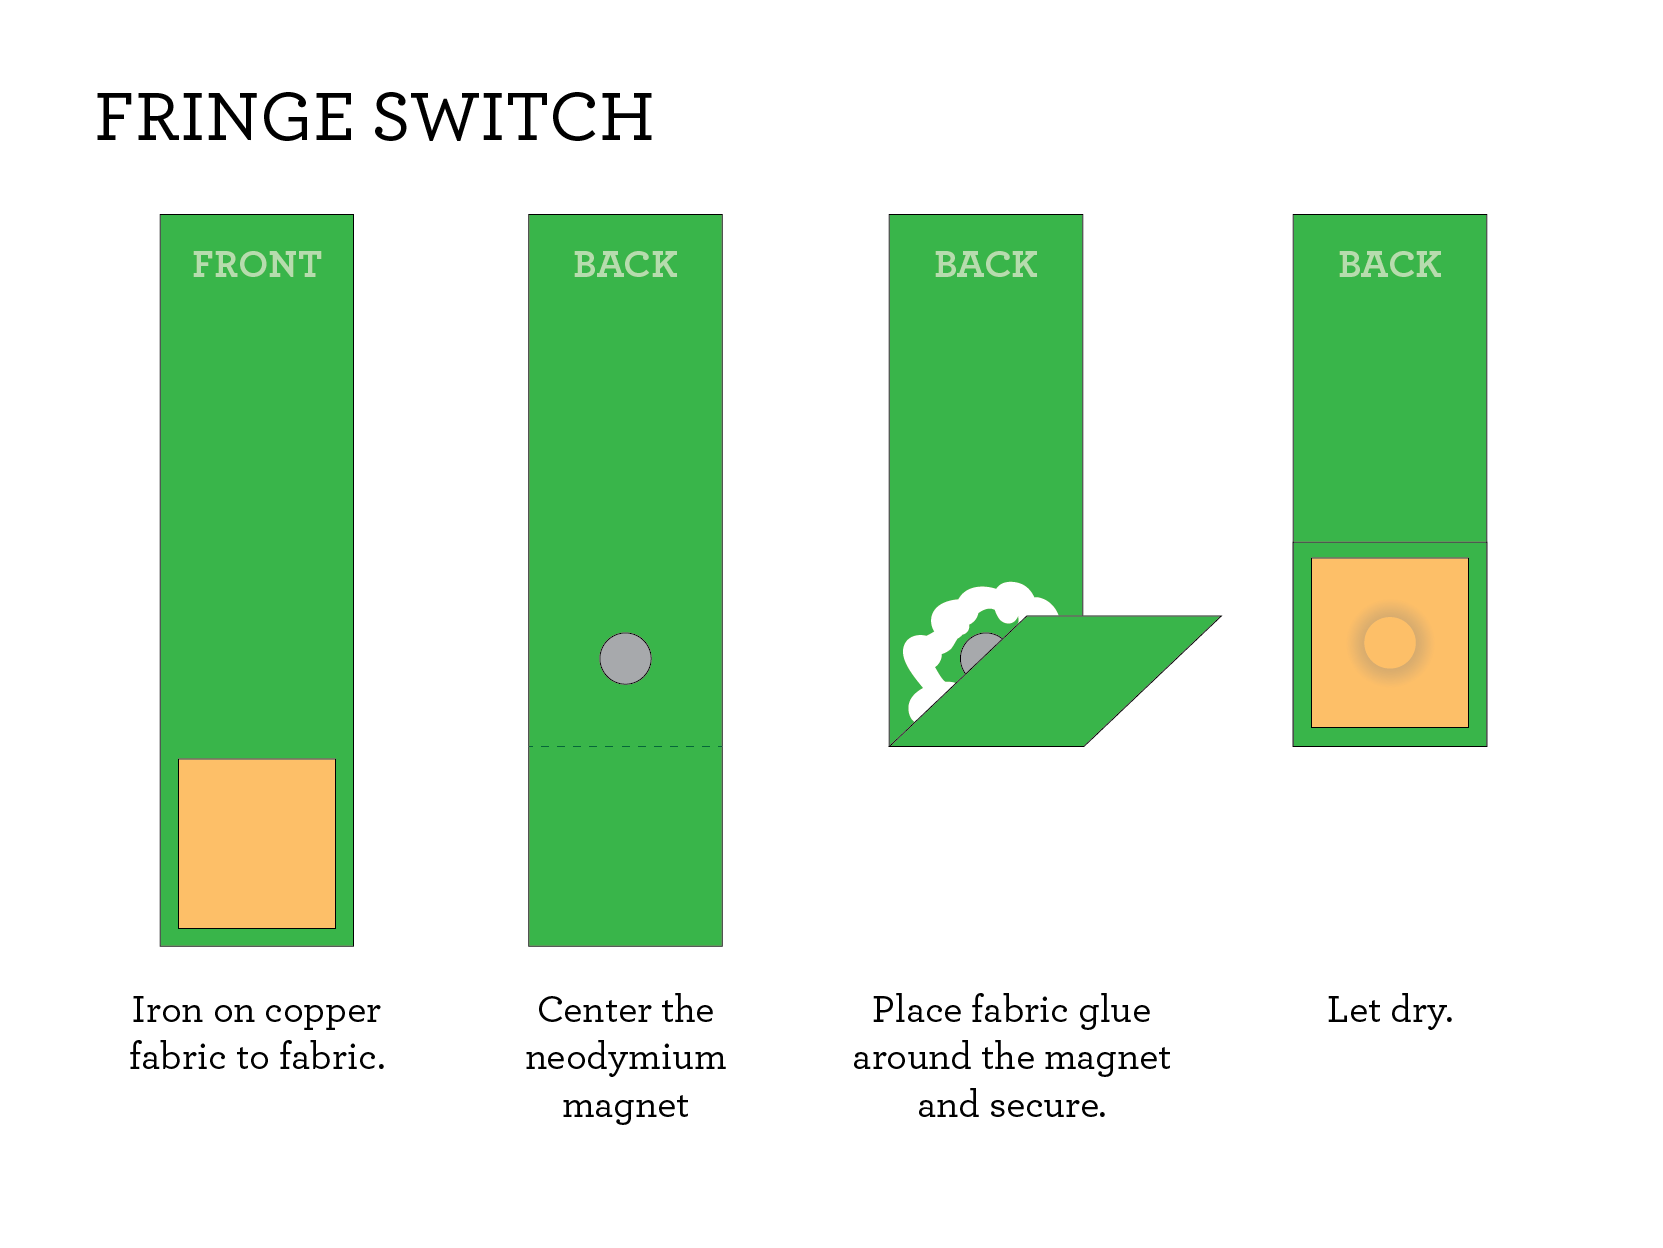 FRINGE SWITCH
FRONT
BACK
BACK
BACK
Iron on copper
fabric to fabric.
Center the
neodymium
magnet
Place fabric glue
around the magnet
and secure.
Let dry.